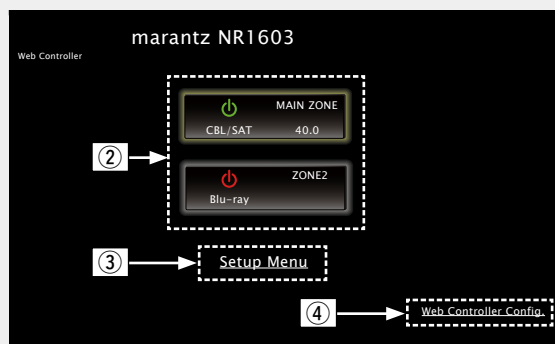 marantz NR1603
Web Controller
MAIN ZONE
CBL/SAT 40.0
② 
ZONE2
Blu-ray
③ Setup Menu
④ Web Controller Config.